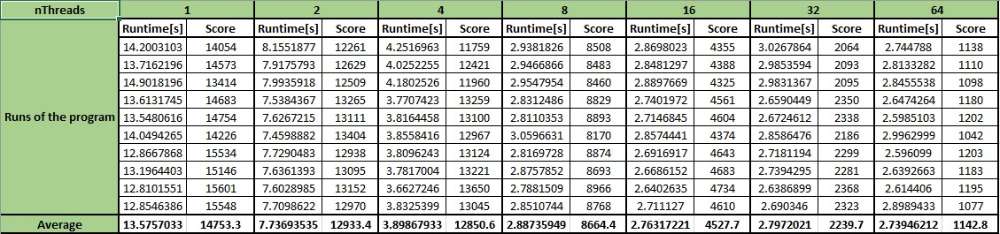 nThreads 1 2 4 8 16 32 64
Runtime[s] Score Runtime[s] Score Runtime[s] Score Runtime[s] Score Runtime[s] Score Runtime[s] Score Runtime[s] Score
14.2003103 14054 8.1551877 12261 4.2516963 11759 2.9381826 8508 2.8698023 4355 3.0267864 2064 2.744788 1138
13.7162196 14573 7.9175793 12629 4.0252255 12421 2.9466866 8483 2.8481297 4388 2.9853594 2093 2.8133282 1110
14.9018196 13414 7.9935918 12509 4.1802526 11960 2.9547954 8460 2.8897669 4325 2.9831367 2095 2.8455538 1098
13.6131745 14683 7.5384367 13265 3.7707423 13259 2.8312486 8829 2.7401972 4561 2.6590449 2350 2.6474264 1180
Runs of the program 13.5480616 14754 7.6267215 13111 3.8164458 13100 2.8110353 8893 2.7146845 4604 2.6724612 2338 2.5985103 1202
14.0494265 14226 7.4598882 13404 3.8558416 12967 3.0596631 8170 2.8574441 4374 2.8586476 2186 2.9962999 1042
12.8667868 15534 7.7290483 12938 3.8096243 13124 2.8169728 8874 2.6916917 4643 2.7181194 2299 2.596099 1203
13.1964403 15146 7.6361393 13095 3.7817004 13221 2.8757852 8693 2.6686152 4683 2.7394295 2281 2.6392663 1183
12.8101551 15601 7.6028985 13152 3.6627246 13650 2.7881509 8966 2.6402635 4734 2.6386899 2368 2.614406 1195
12.8546386 15548 7.7098622 12970 3.8325399 13045 2.8510744 8768 2.711127 4610 2.690346 2323 2.8989433 1077
Average 13.5757033 14753.3 7.73693535 12933.4 3.89867933 12850.6 2.88735949 8664.4 2.76317221 4527.7 2.7972021 2239.7 2.73946212 1142.8